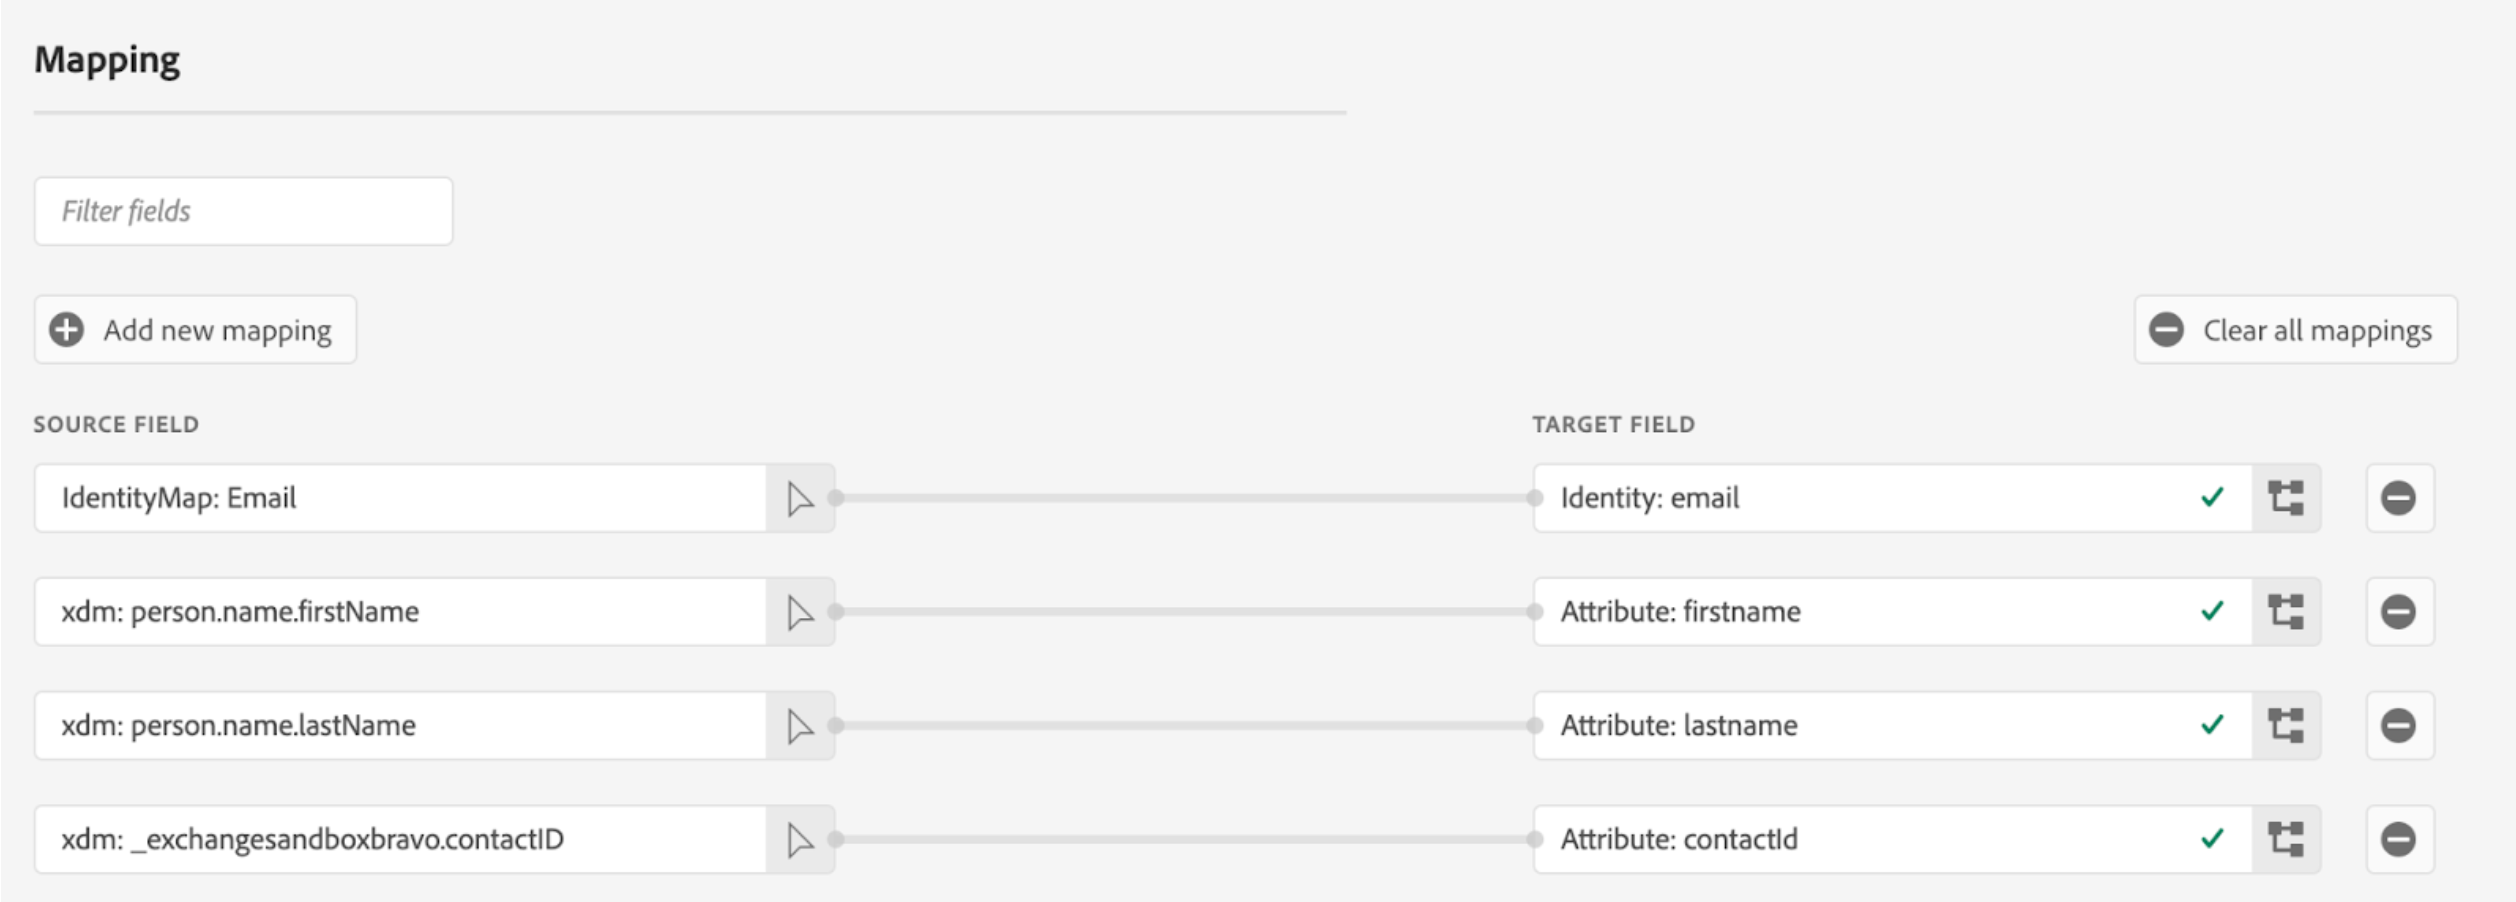 Mapping
Filter fields
Add new mapping
Clear all mappings
SOURCE FIELD
TARGET FIELD
IdentityMap: Email
Identity: email
xdm: person.name.firstName
Attribute: firstname
xdm: person.name.lastName
Attribute: lastname
xdm: _exchangesandboxbravo.contactID
Attribute: contactId